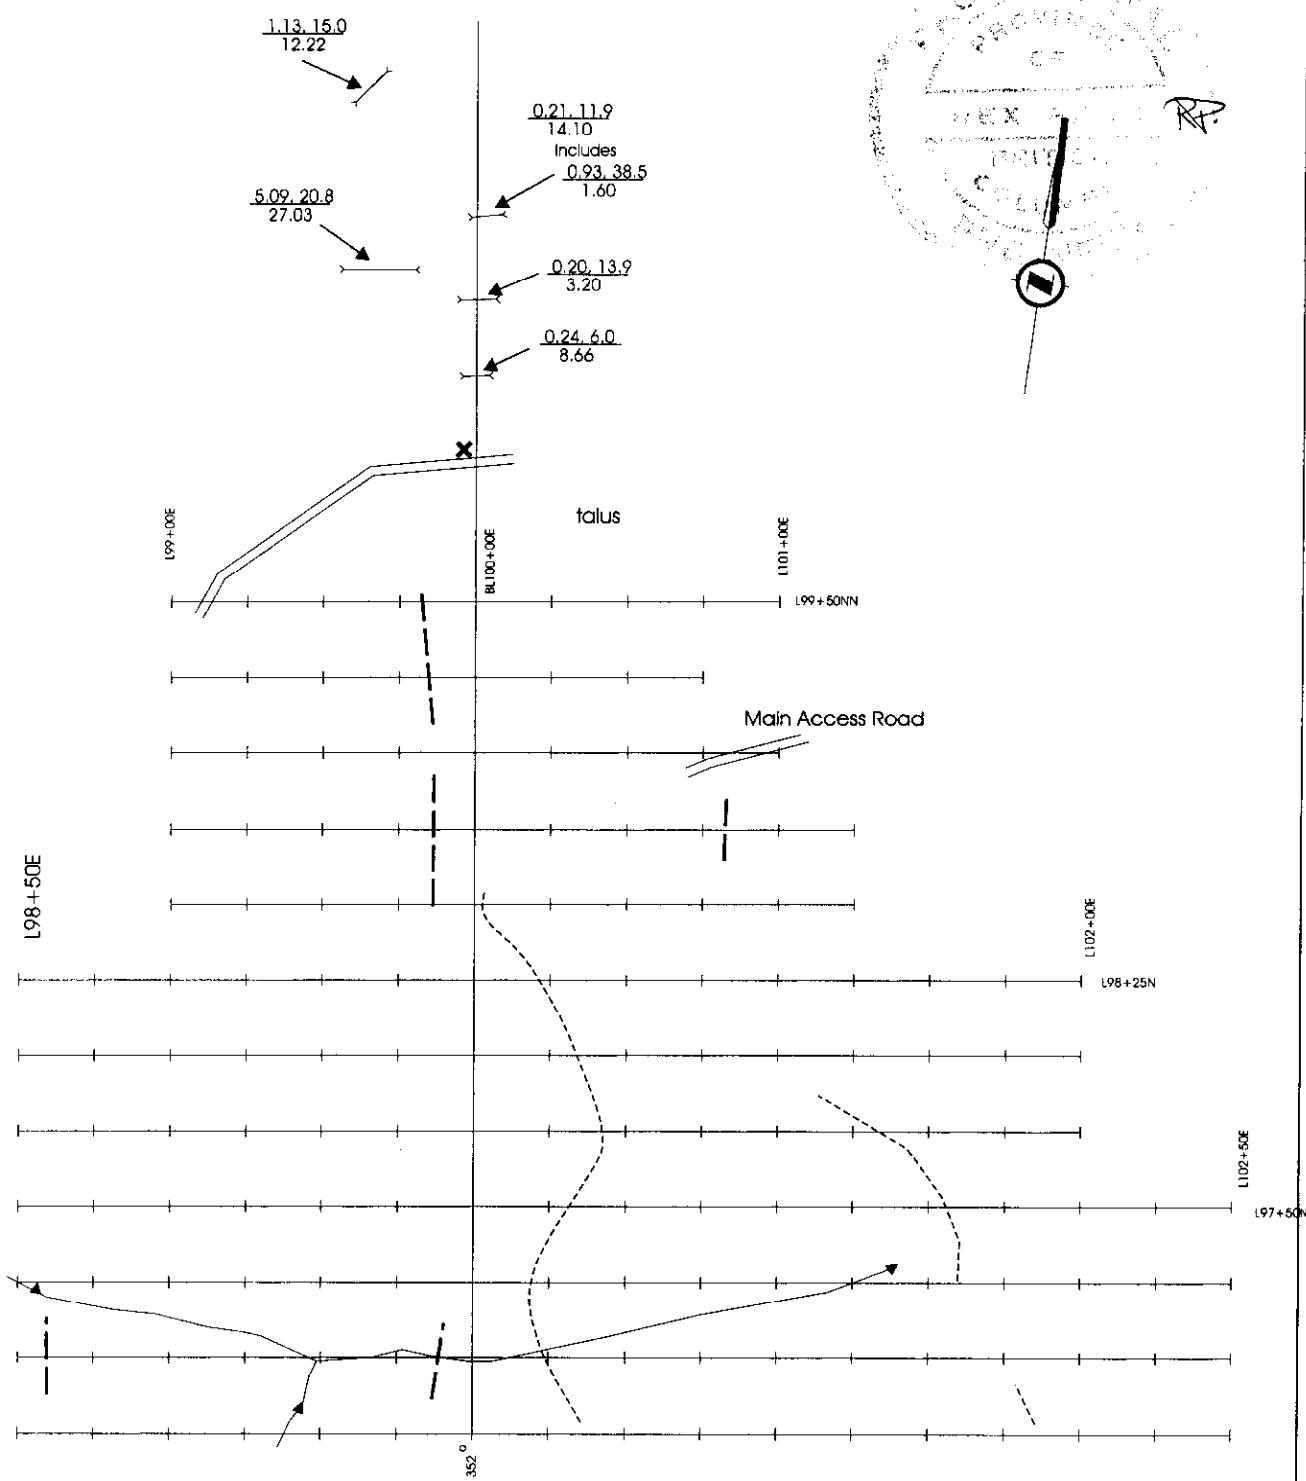 1.13, 15.0
12.22
PROVINCE
OF
0.21, 11.9
14.10
Includes
0.93, 38.5
1.60
5.09, 20.8
27.03
0.20, 13.9
3.20
0.24, 6.0
8.66
talus
L99+00E
BL100+00E
L101+00E
L99+50NN
Main Access Road
L98+50E
L102+00E
L98+25N
L102+50E
L97+50N
352°